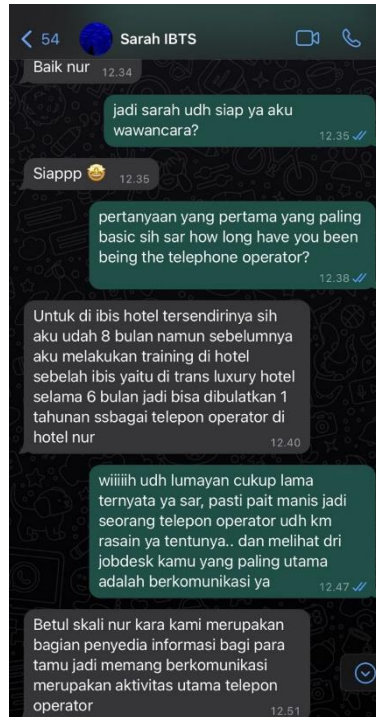 54
Sarah IBTS
Baik nur 12.34
jadi sarah udh siap ya aku
wawancara?
12.35
Siappp 🤩 12.35
pertanyaan yang pertama yang paling
basic sih sar how long have you been
being the telephone operator?
12.38
Untuk di ibis hotel tersendirinya sih
aku udah 8 bulan namun sebelumnya
aku melakukan training di hotel
sebelah ibis yaitu di trans luxury hotel
selama 6 bulan jadi bisa dibulatkan 1
tahunan ssbagai telepon operator di
hotel nur
12.40
wiiiiih udh lumayan cukup lama
ternyata ya sar, pasti pait manis jadi
seorang telepon operator udh km
rasain ya tentunya.. dan melihat dri
jobdesk kamu yang paling utama
adalah berkomunikasi ya
12.47
Betul skali nur kara kami merupakan
bagian penyedia informasi bagi para
tamu jadi memang berkomunikasi
merupakan aktivitas utama telepon
operator
12.51